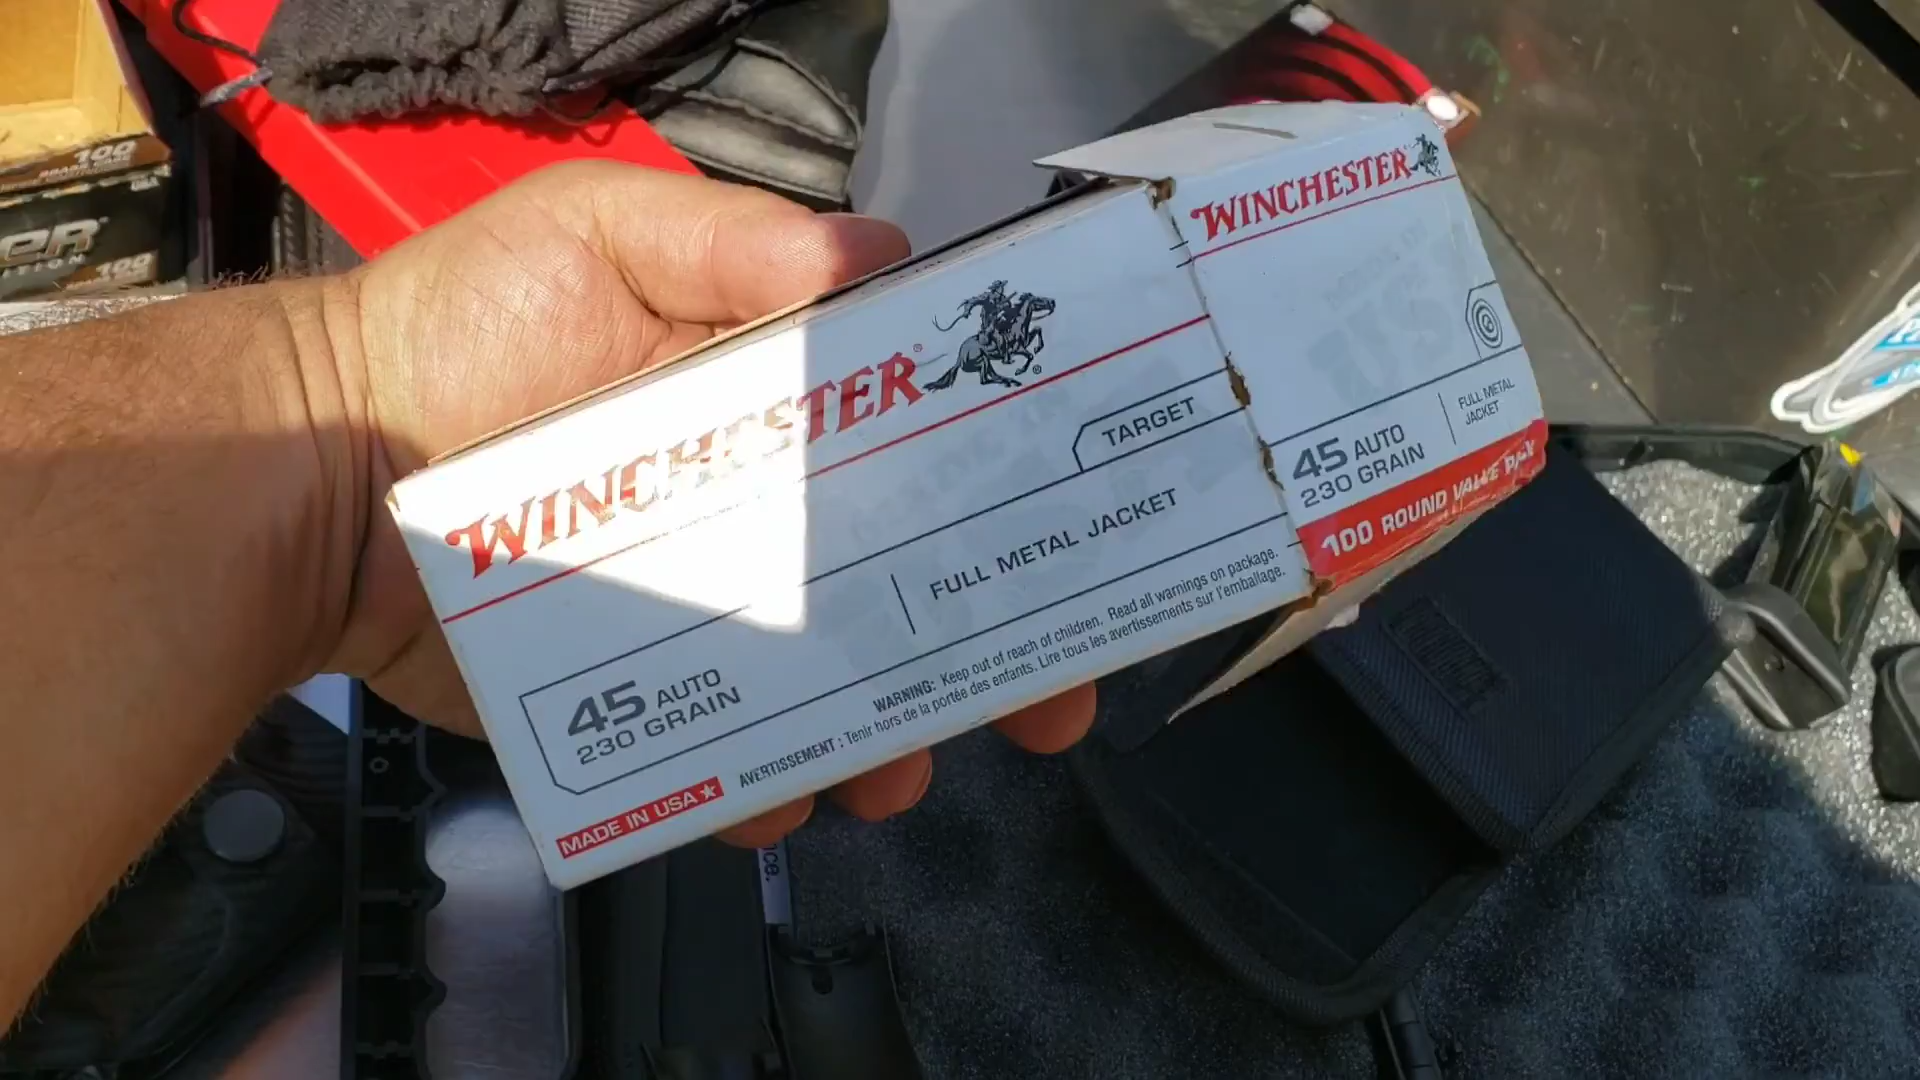 WINCHESTER®
®
TARGET
FULL METAL JACKET
45 AUTO
230 GRAIN
WARNING: Keep out of reach of children. Read all warnings on package.
AVERTISSEMENT : Tenir hors de la portée des enfants. Lire tous les avertissements sur l'emballage.
MADE IN USA
WINCHESTER
45 AUTO
230 GRAIN
FULL METAL
JACKET
100 ROUND VALUE PACK
100
100